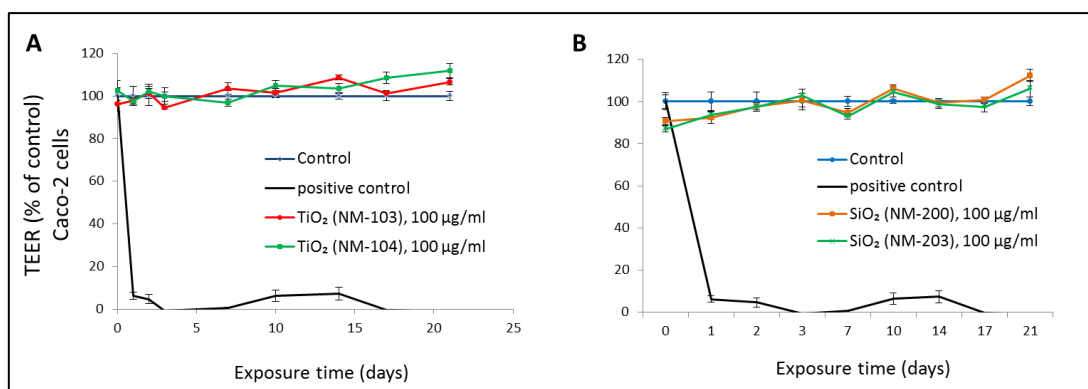 A
TEER (% of control)
Caco-2 cells
120
100
80
60
40
20
0
0
5
10
15
20
25
Control
positive control
TiO₂ (NM-103), 100 µg/ml
TiO₂ (NM-104), 100 µg/ml
Exposure time (days)
B
120
100
80
60
40
20
0
0
1
2
3
7
10
14
17
21
Control
positive control
SiO₂ (NM-200), 100 µg/ml
SiO₂ (NM-203), 100 µg/ml
Exposure time (days)